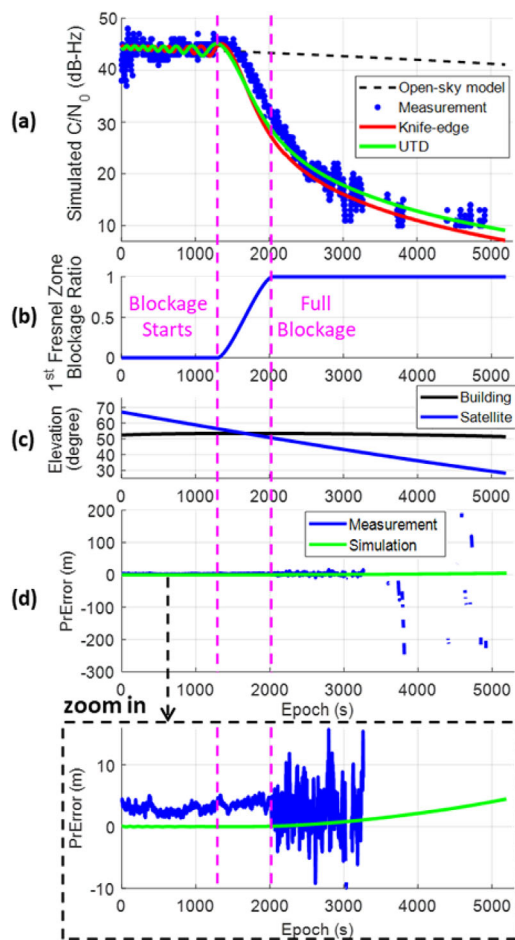 (a)
Simulated C/N0 (dB-Hz)
50
40
30
20
10
Open-sky model
Measurement
Knife-edge
UTD
0 1000 2000 3000 4000 5000
(b)
1st Fresnel Zone
Blockage Ratio
1
0.5
0
Blockage
Starts
Full
Blockage
0 1000 2000 3000 4000 5000
(c)
Elevation
(degree)
70
60
50
40
30
Building
Satellite
0 1000 2000 3000 4000 5000
(d)
PrError (m)
200
100
0
-100
-200
-300
Measurement
Simulation
0 1000 2000 3000 4000 5000
Epoch (s)
zoom in
PrError (m)
10
0
-10
0 1000 2000 3000 4000 5000
Epoch (s)